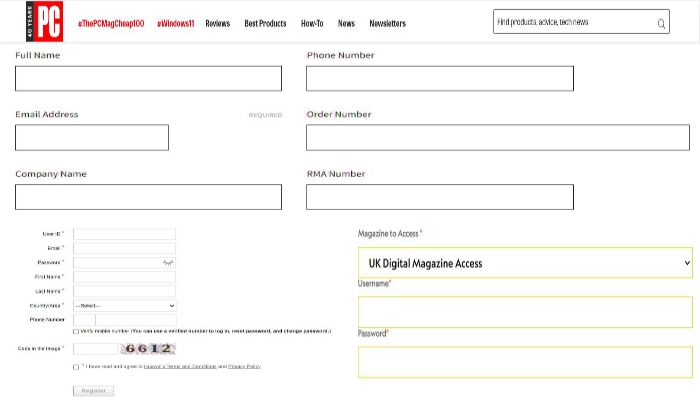 40 YEARS PC #ThePCMagCheap100 #Windows11 Reviews Best Products How-To News Newsletters Find products, advice, tech news
Full Name Phone Number
Email Address REQUIRED Order Number
Company Name RMA Number
User ID *
Email *
Password *
First Name *
Last Name *
Country/Area * ---Select---
Phone Number
Verify mobile number (You can use a verified number to log in, reset password, and change password.)
Code in the image * 6612
* I have read and agree to Huawei's Terms and Conditions and Privacy Policy
Register
Magazine to Access *
UK Digital Magazine Access
Username*
Password*